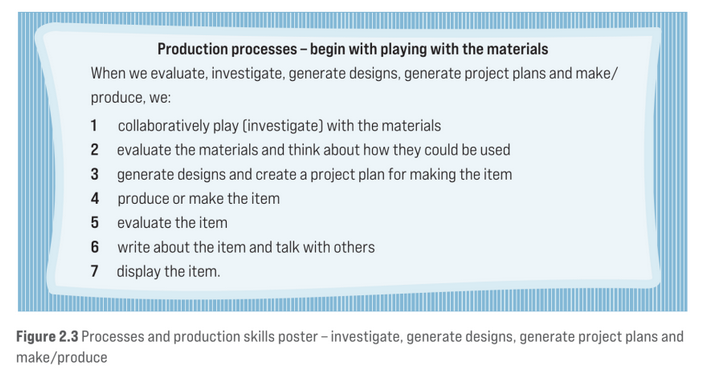 Production processes – begin with playing with the materials
When we evaluate, investigate, generate designs, generate project plans and make/
produce, we:
1 collaboratively play (investigate) with the materials
2 evaluate the materials and think about how they could be used
3 generate designs and create a project plan for making the item
4 produce or make the item
5 evaluate the item
6 write about the item and talk with others
7 display the item.
Figure 2.3 Processes and production skills poster – investigate, generate designs, generate project plans and
make/produce